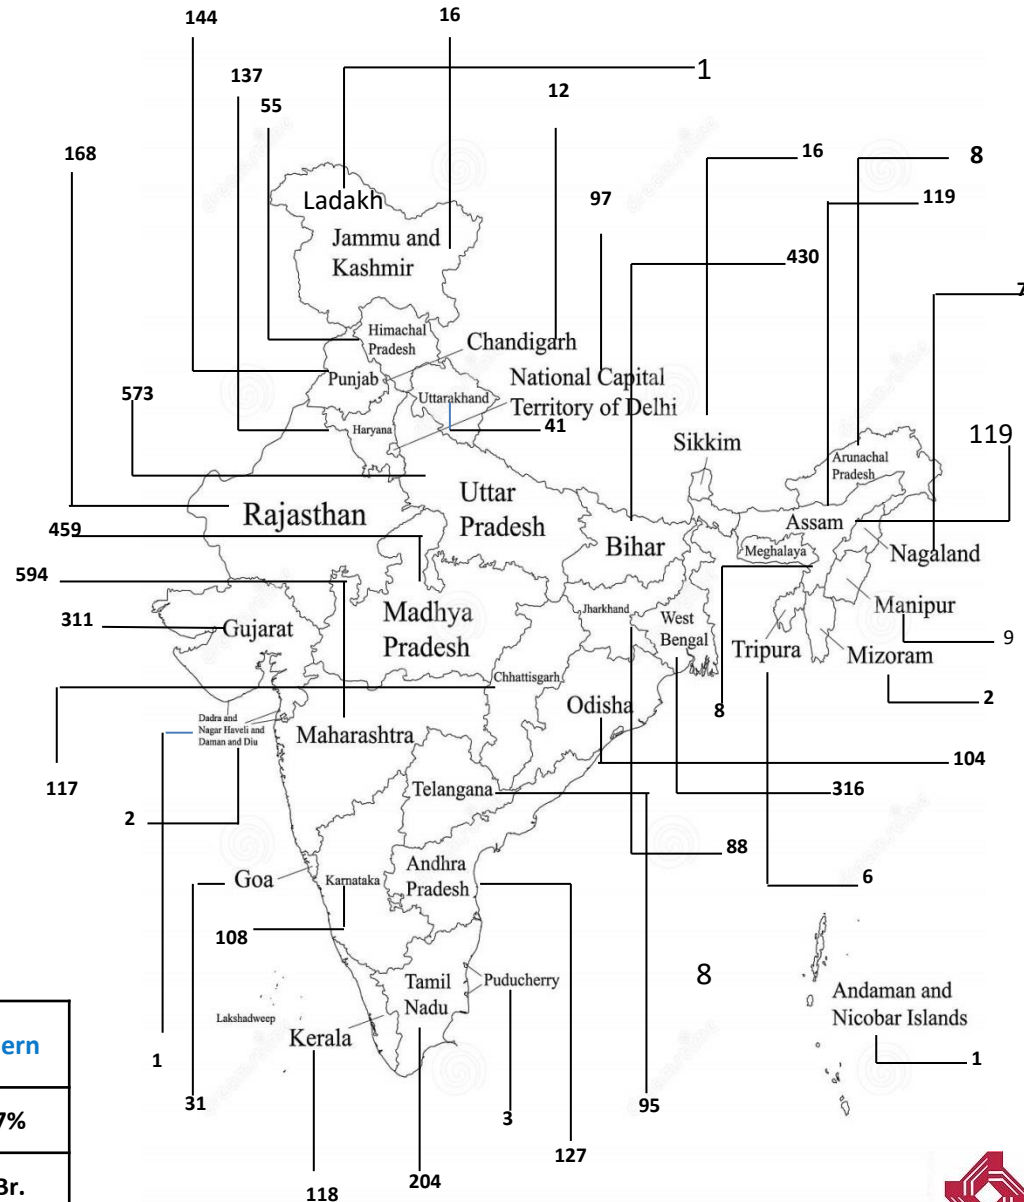 144
16
1
137
12
55
168
16
8
97
119
Ladakh
Jammu and
Kashmir
430
7
Himachal
Pradesh
Chandigarh
Punjab
National Capital
Territory of Delhi
573
Uttarakhand
Haryana
41
Sikkim
119
Arunachal
Pradesh
Uttar
Pradesh
Rajasthan
459
Assam
Bihar
Meghalaya
Nagaland
594
Madhya
Pradesh
Jharkhand
Manipur
311
Gujarat
West
Bengal
Tripura
Mizoram
9
Chhattisgarh
2
Odisha
8
Dadra and
Nagar Haveli and
Daman and Diu
Maharashtra
104
117
Telangana
316
2
88
Andhra
Pradesh
Goa
Karnataka
6
108
8
Tamil
Nadu
Puducherry
Andaman and
Nicobar Islands
Lakshadweep
Kerala
ern
1
1
31
95
3
7%
127
204
118
Br.